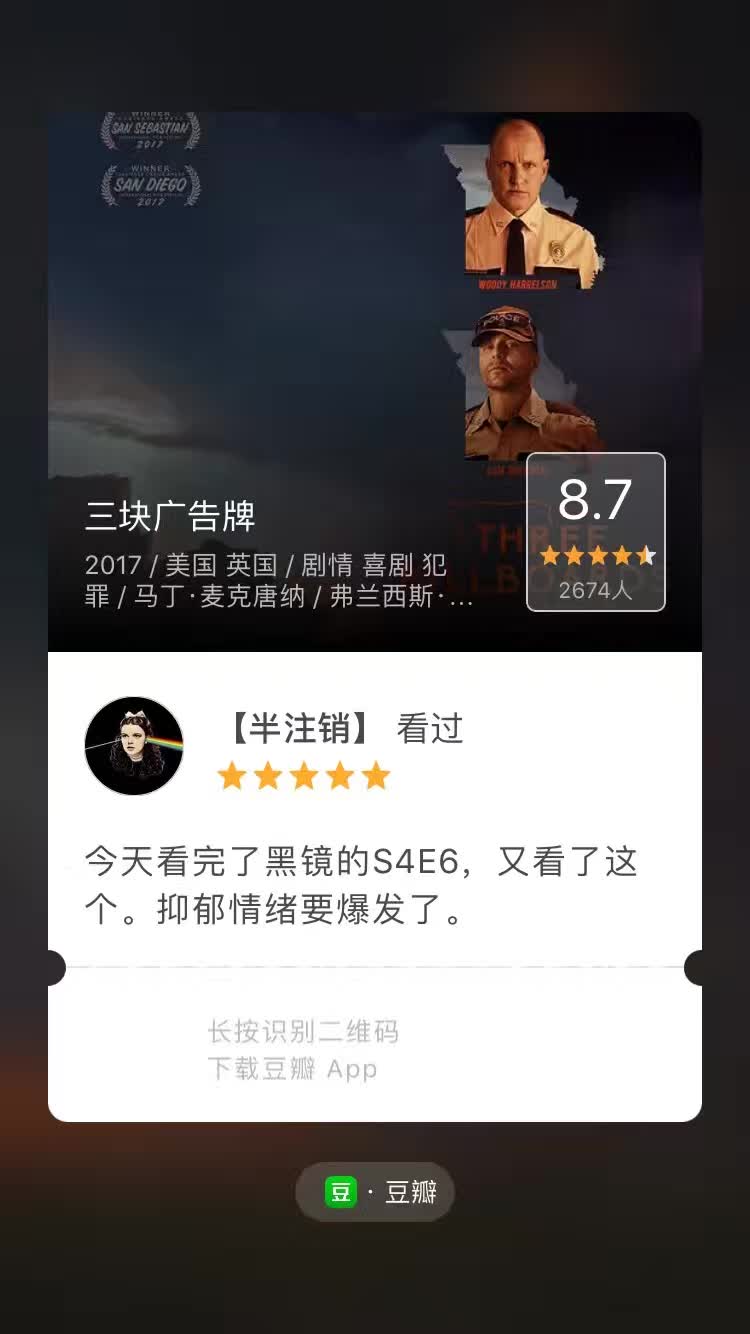 WINNER
SAN SEBASTIAN
2017
WINNER
SAN DIEGO
2017
WOODY HARRELSON
POLICE
THREE
8.7
2674人
三块广告牌
2017 / 美国 英国 / 剧情 喜剧 犯
罪 / 马丁·麦克唐纳 / 弗兰西斯·...
【半注销】 看过
今天看完了黑镜的S4E6，又看了这
个。抑郁情绪要爆发了。
长按识别二维码
下载豆瓣 App
豆 · 豆瓣